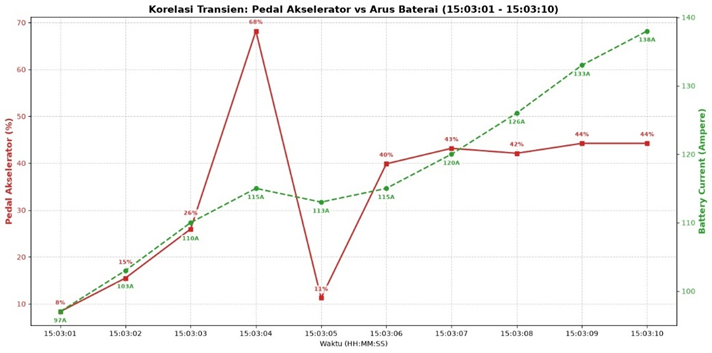 Korelasi Transien: Pedal Akselerator vs Arus Baterai (15:03:01 - 15:03:10)
Pedal Akselerator (%)
70
60
50
40
30
20
10
8%
15%
26%
68%
11%
40%
43%
42%
44%
44%
97A
103A
110A
115A
113A
115A
120A
126A
133A
138A
140
130
120
110
100
Battery Current (Ampere)
15:03:01 15:03:02 15:03:03 15:03:04 15:03:05 15:03:06 15:03:07 15:03:08 15:03:09 15:03:10
Waktu (HH:MM:SS)